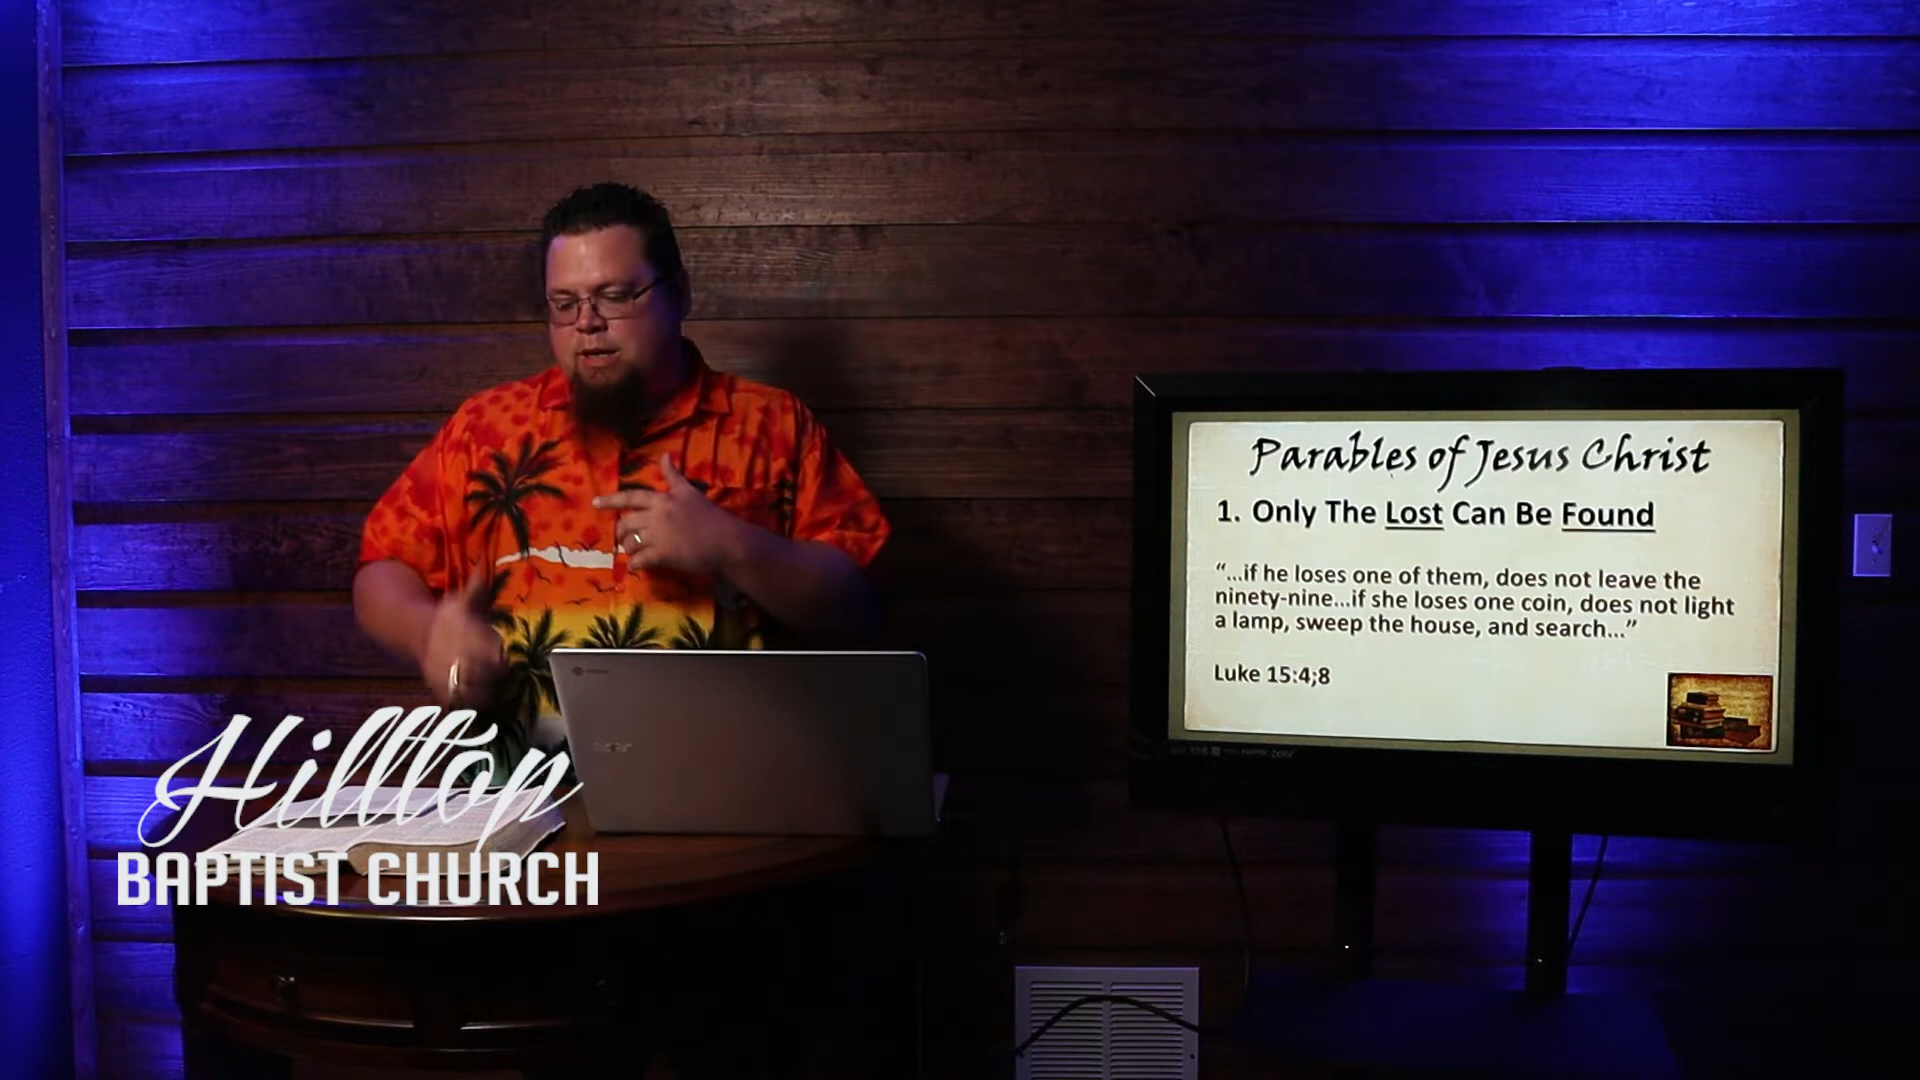 Parables of Jesus Christ
1. Only The Lost Can Be Found
“...if he loses one of them, does not leave the
ninety-nine...if she loses one coin, does not light
a lamp, sweep the house, and search...”
Luke 15:4;8
acer
Hilltop
BAPTIST CHURCH